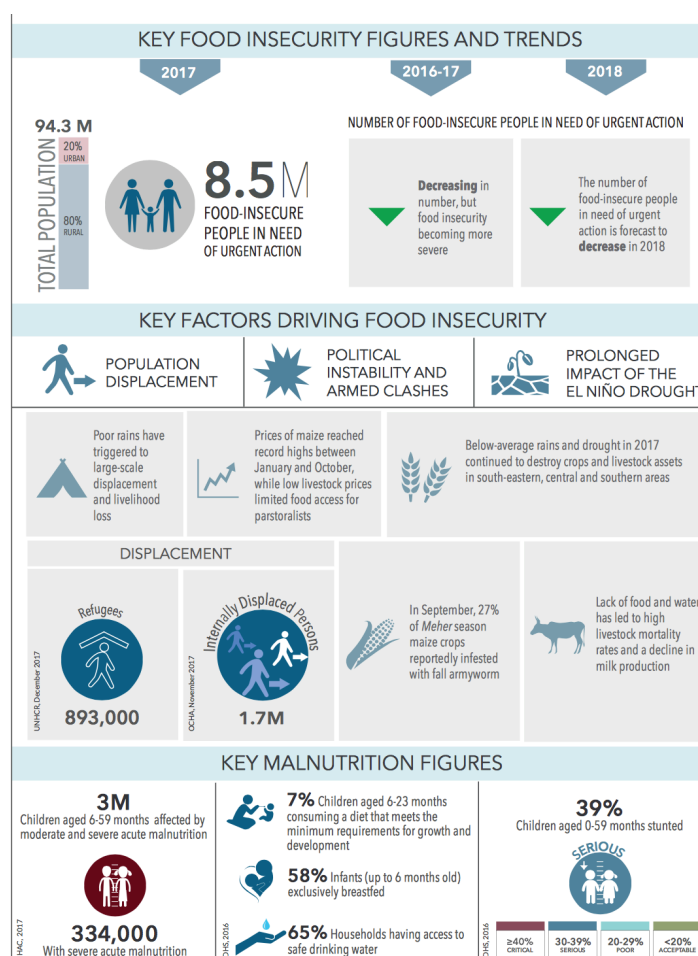 KEY FOOD INSECURITY FIGURES AND TRENDS
2017
2016-17
2018
94.3 M
TOTAL POPULATION
20%
URBAN
80%
RURAL
8.5M
FOOD-INSECURE
PEOPLE IN NEED
OF URGENT ACTION
NUMBER OF FOOD-INSECURE PEOPLE IN NEED OF URGENT ACTION
Decreasing in
number, but
food insecurity
becoming more
severe
The number of
food-insecure people
in need of urgent
action is forecast to
decrease in 2018
KEY FACTORS DRIVING FOOD INSECURITY
POPULATION
DISPLACEMENT
POLITICAL
INSTABILITY AND
ARMED CLASHES
PROLONGED
IMPACT OF THE
EL NIÑO DROUGHT
Poor rains have
triggered to
large-scale
displacement
and livelihood
loss
Prices of maize reached
record highs between
January and October,
while low livestock prices
limited food access for
parstoralists
Below-average rains and drought in 2017
continued to destroy crops and livestock assets
in south-eastern, central and southern areas
DISPLACEMENT
Refugees
893,000
UNHCR, December 2017
Internally Displaced Persons
1.7M
OCHA, November 2017
In September, 27%
of Meher season
maize crops
reportedly infested
with fall armyworm
Lack of food and water
has led to high
livestock mortality
rates and a decline in
milk production
KEY MALNUTRITION FIGURES
3M
Children aged 6-59 months affected by
moderate and severe acute malnutrition
334,000
With severe acute malnutrition
HAC, 2017
7% Children aged 6-23 months
consuming a diet that meets the
minimum requirements for growth and
development
58% Infants (up to 6 months old)
exclusively breastfed
65% Households having access to
safe drinking water
DHS, 2016
39%
Children aged 0-59 months stunted
SERIOUS
DHS, 2016
≥40%
CRITICAL
30-39%
SERIOUS
20-29%
POOR
<20%
ACCEPTABLE